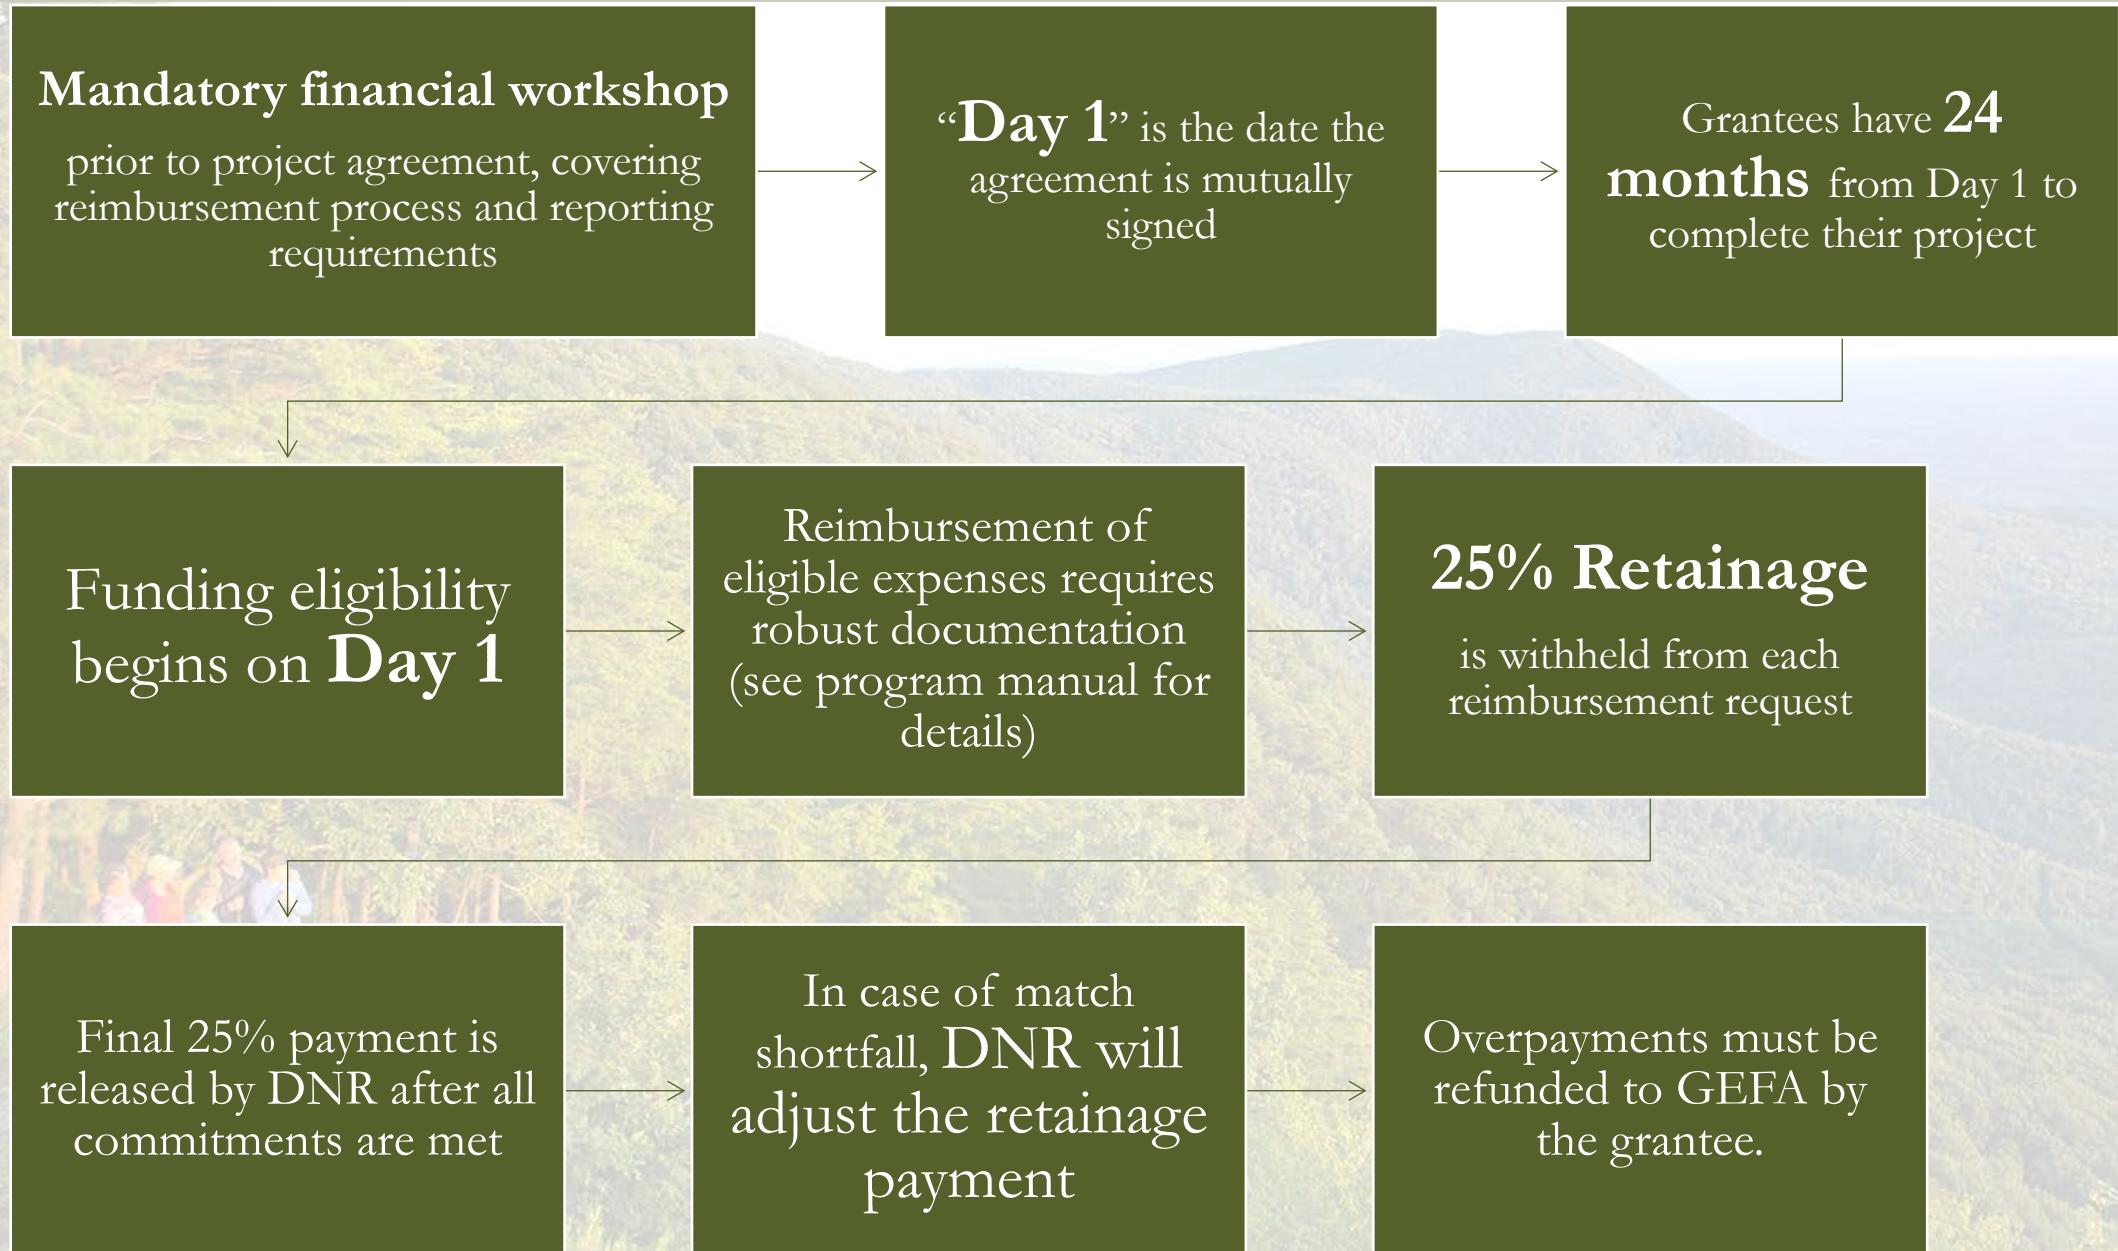 Mandatory financial workshop
prior to project agreement, covering
reimbursement process and reporting
requirements
“Day 1” is the date the
agreement is mutually
signed
Grantees have 24
months from Day 1 to
complete their project
Funding eligibility
begins on Day 1
Reimbursement of
eligible expenses requires
robust documentation
(see program manual for
details)
25% Retainage
is withheld from each
reimbursement request
Final 25% payment is
released by DNR after all
commitments are met
In case of match
shortfall, DNR will
adjust the retainage
payment
Overpayments must be
refunded to GEFA by
the grantee.